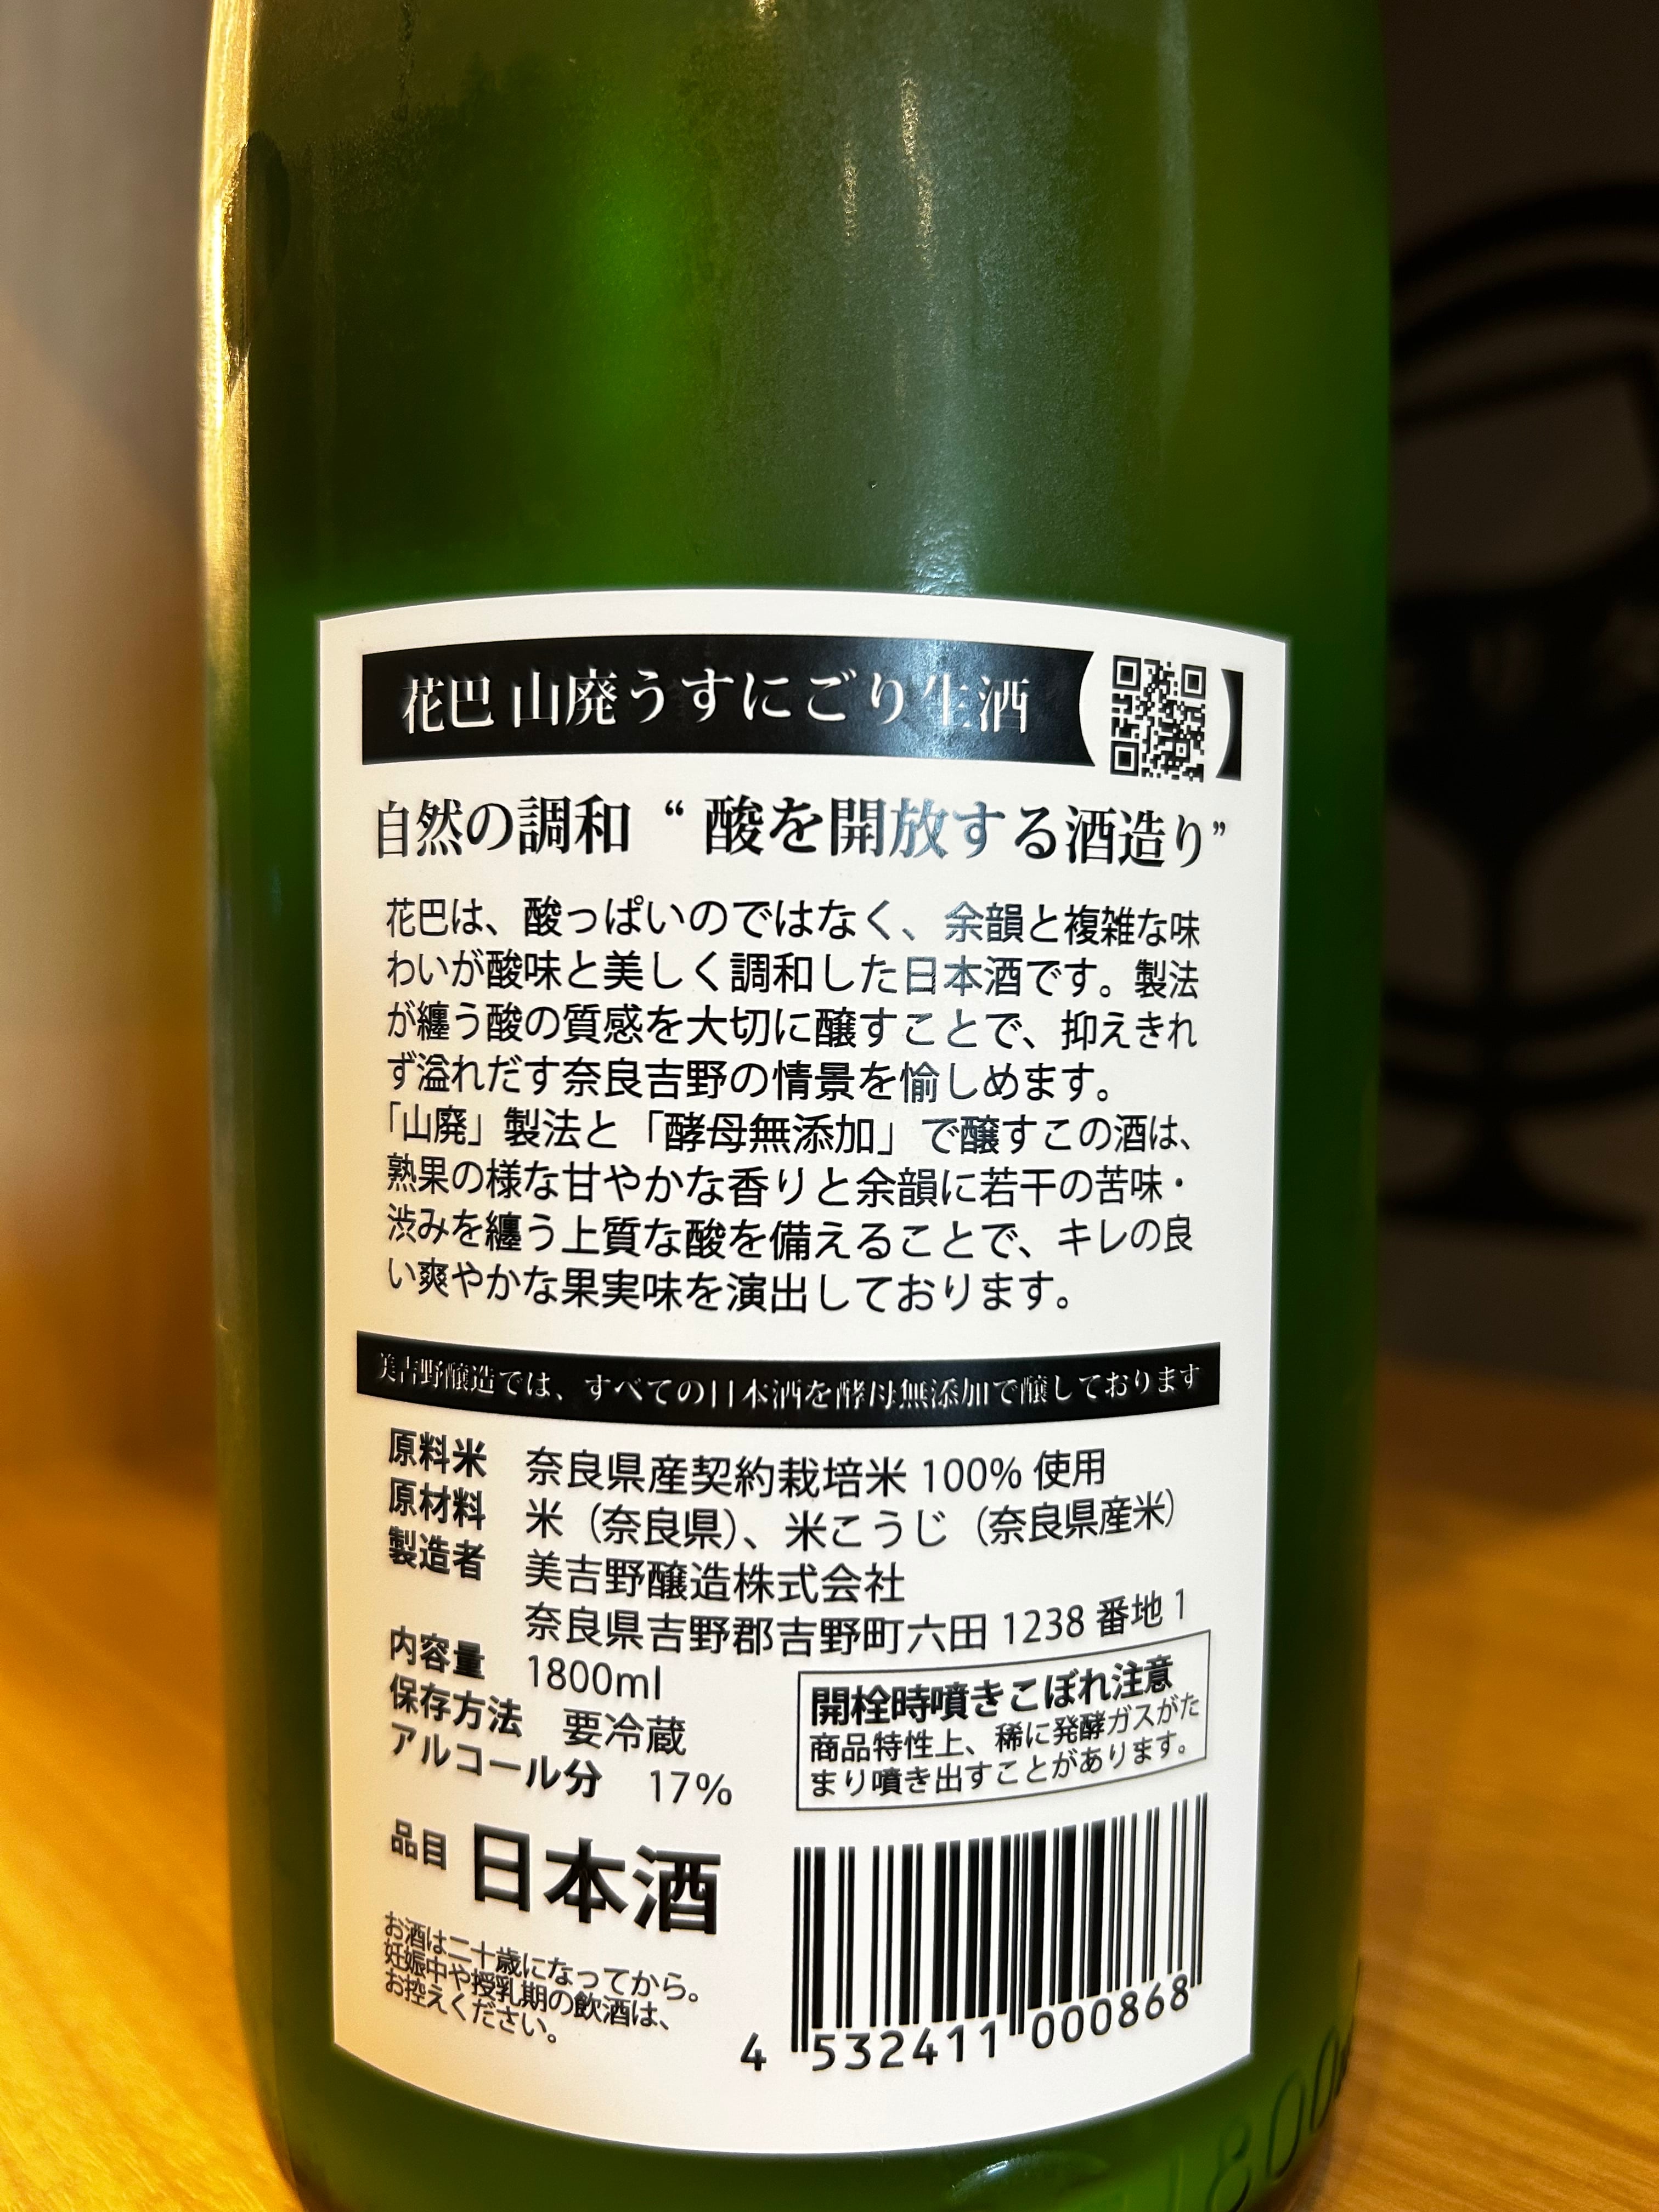 花巴 山廃うすにごり生酒
自然の調和“酸を開放する酒造り”
花巴は、酸っぱいのではなく、余韻と複雑な味
わいが酸味と美しく調和した日本酒です。製法
が纏う酸の質感を大切に醸すことで、抑えきれ
ず溢れだす奈良吉野の情景を愉しめます。
「山廃」製法と「酵母無添加」で醸すこの酒は、
熟果の様な甘やかな香りと余韻に若干の苦味・
渋みを纏う上質な酸を備えることで、キレの良
い爽やかな果実味を演出しております。
美吉野醸造では、すべての日本酒を酵母無添加で醸しております
原料米 奈良県産契約栽培米 100% 使用
原材料 米（奈良県）、米こうじ（奈良県産米）
製造者 美吉野醸造株式会社
奈良県吉野郡吉野町六田 1238 番地 1
内容量 1800ml
保存方法 要冷蔵
アルコール分 17%
開栓時噴きこぼれ注意
商品特性上、稀に発酵ガスがた
まり噴き出すことがあります。
品目 日本酒
お酒は二十歳になってから。
妊娠中や授乳期の飲酒は、
お控えください。
4 532411 000868